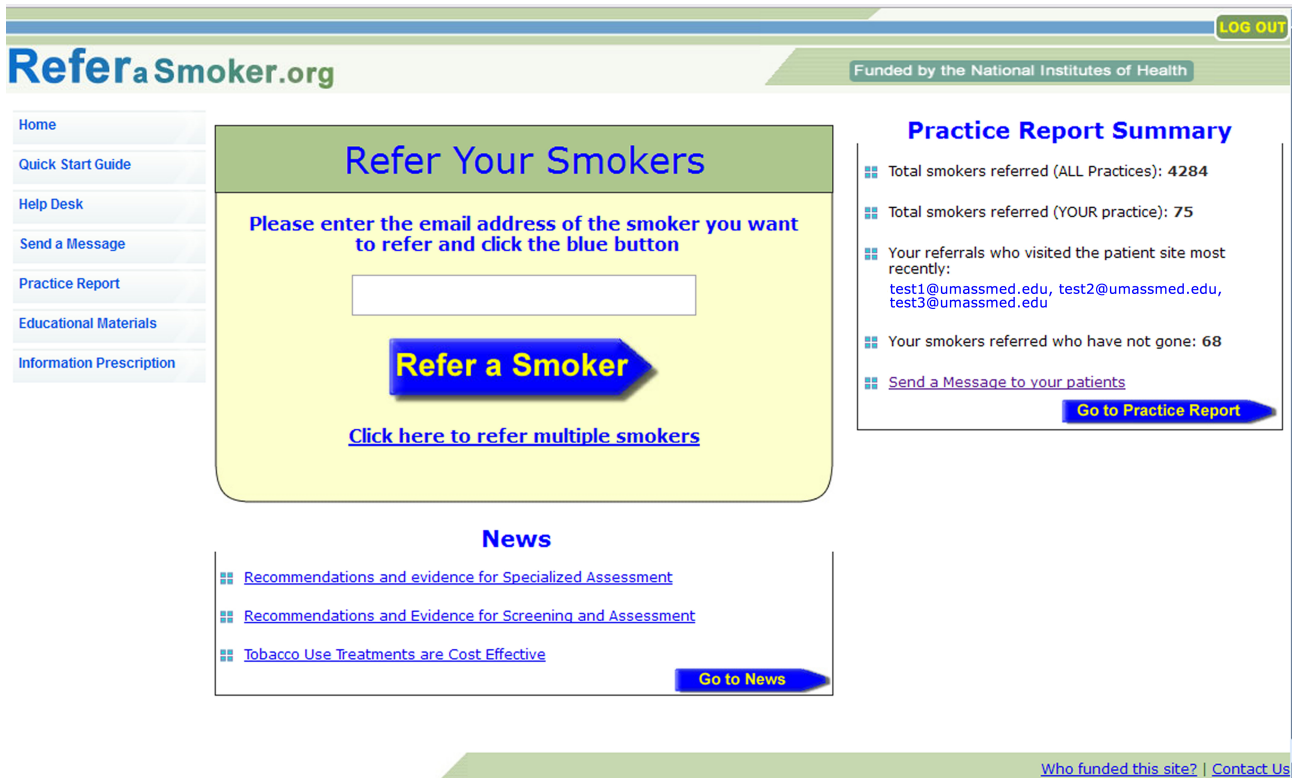 LOG OUT
Refer a Smoker.org
Funded by the National Institutes of Health
Home
Quick Start Guide
Help Desk
Send a Message
Practice Report
Educational Materials
Information Prescription
Refer Your Smokers
Please enter the email address of the smoker you want
to refer and click the blue button
Refer a Smoker
Click here to refer multiple smokers
Practice Report Summary
Total smokers referred (ALL Practices): 4284
Total smokers referred (YOUR practice): 75
Your referrals who visited the patient site most
recently:
test1@umassmed.edu, test2@umassmed.edu,
test3@umassmed.edu
Your smokers referred who have not gone: 68
Send a Message to your patients
Go to Practice Report
News
Recommendations and evidence for Specialized Assessment
Recommendations and Evidence for Screening and Assessment
Tobacco Use Treatments are Cost Effective
Go to News
Who funded this site? | Contact Us